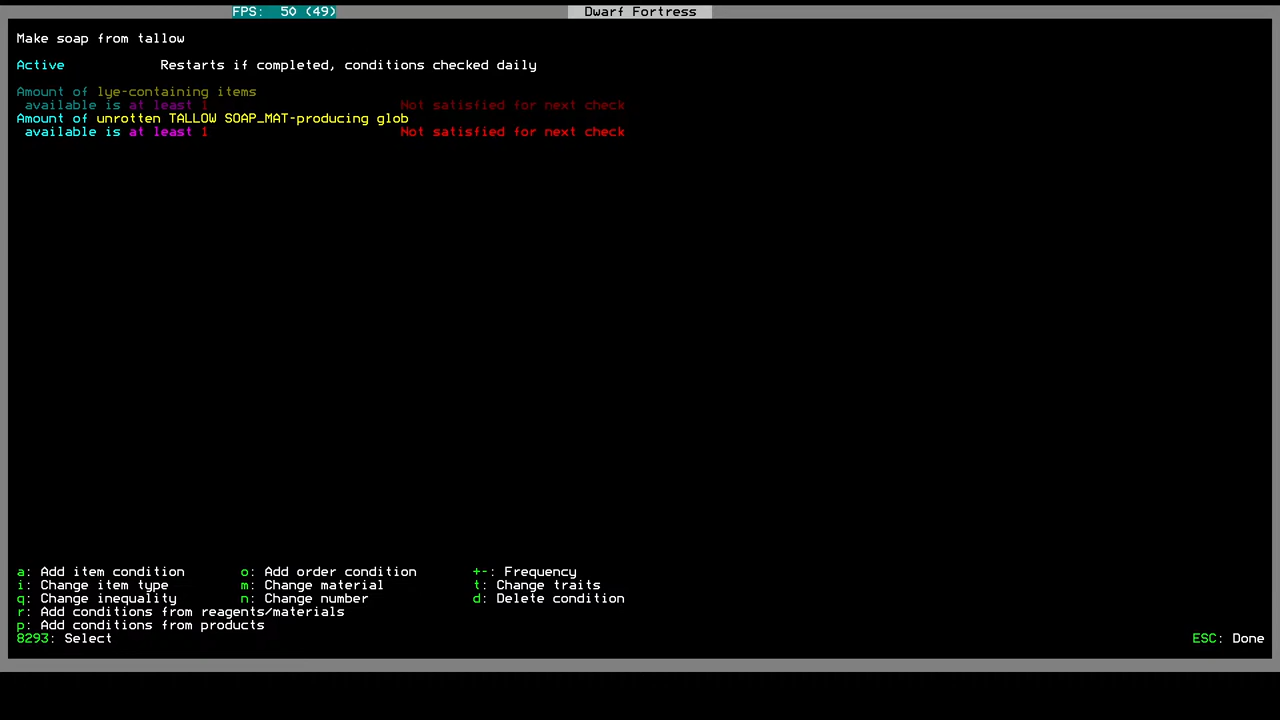 FPS:  50 (49)    Dwarf Fortress
Make soap from tallow
Active    Restarts if completed, conditions checked daily
Amount of lye-containing items
available is at least 1    Not satisfied for next check
Amount of unrotten TALLOW SOAP_MAT-producing glob
available is at least 1    Not satisfied for next check
a: Add item condition    o: Add order condition    +-: Frequency
i: Change item type    m: Change material    t: Change traits
q: Change inequality    n: Change number    d: Delete condition
r: Add conditions from reagents/materials
p: Add conditions from products
8293: Select    ESC: Done